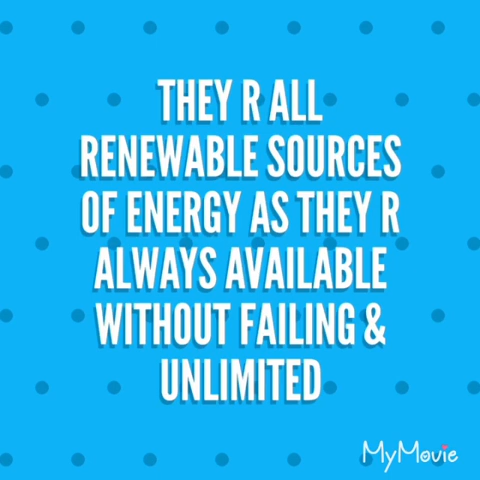 THEY R ALL
RENEWABLE SOURCES
OF ENERGY AS THEY R
ALWAYS AVAILABLE
WITHOUT FAILING &
UNLIMITED
MyMovie